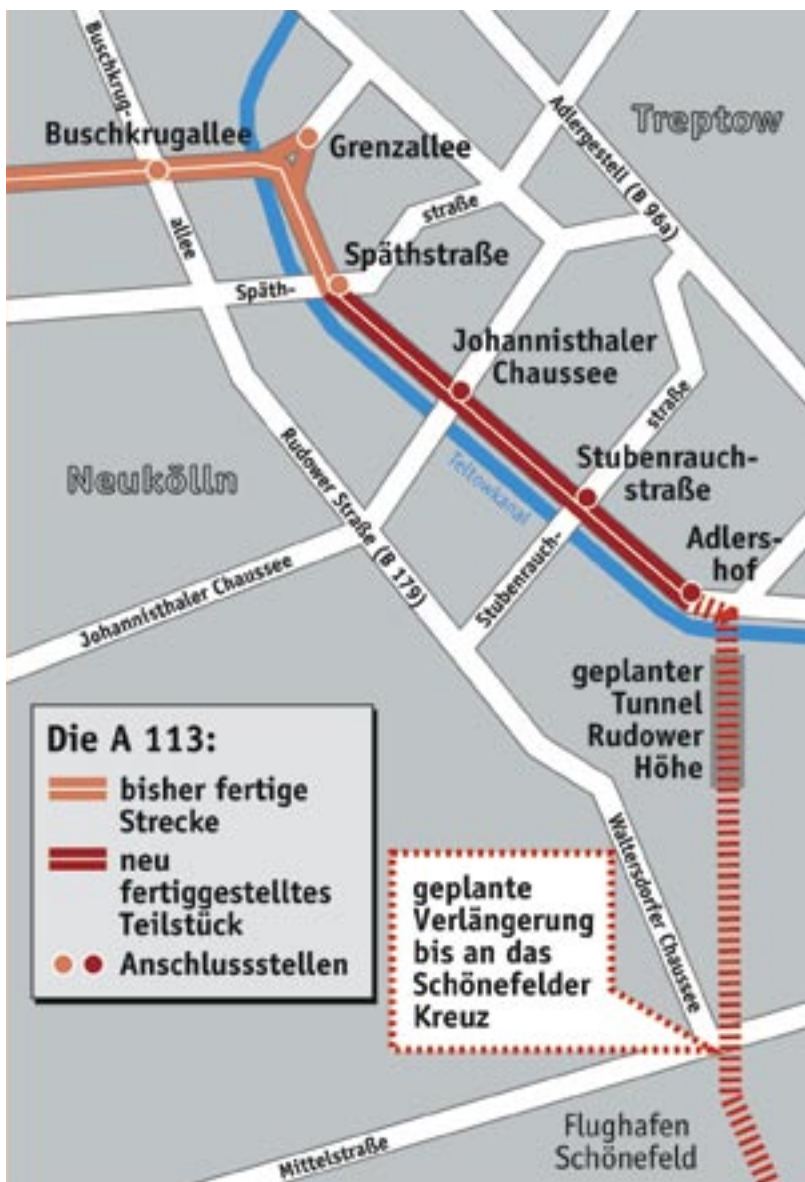 Buschkrug-
allee
Buschkrugallee
Grenzallee
Treptow
Adlergestell (B 96a)
Späth-
straße
Späthstraße
Johannisthaler
Chaussee
Neukölln
Rudower Straße (B 179)
Teltowkanal
Stubenrauch-
straße
Stubenrauch-
straße
Adlers-
hof
Johannisthaler Chaussee
geplanter
Tunnel
Rudower
Höhe
Die A 113:
bisher fertige
Strecke
neu
fertiggestelltes
Teilstück
Anschlussstellen
Waltersdorfer Chaussee
geplante
Verlängerung
bis an das
Schönefelder
Kreuz
Mittelstraße
Flughafen
Schönefeld